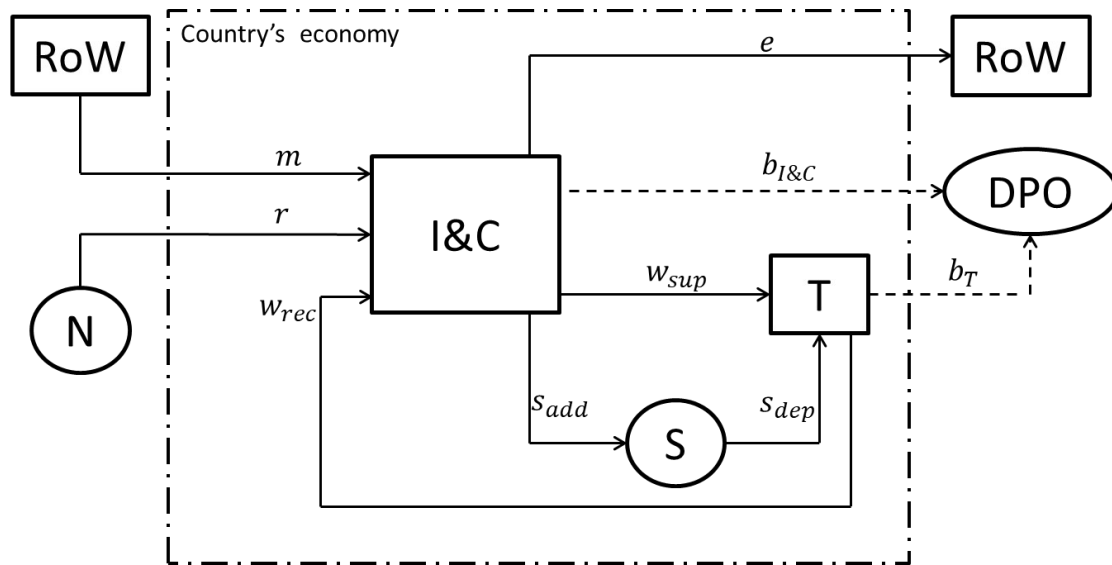 Country's economy
RoW
e
RoW
m
b_{I&C}
DPO
r
I&C
w_{sup}
T
b_T
w_{rec}
N
s_{add}
s_{dep}
S